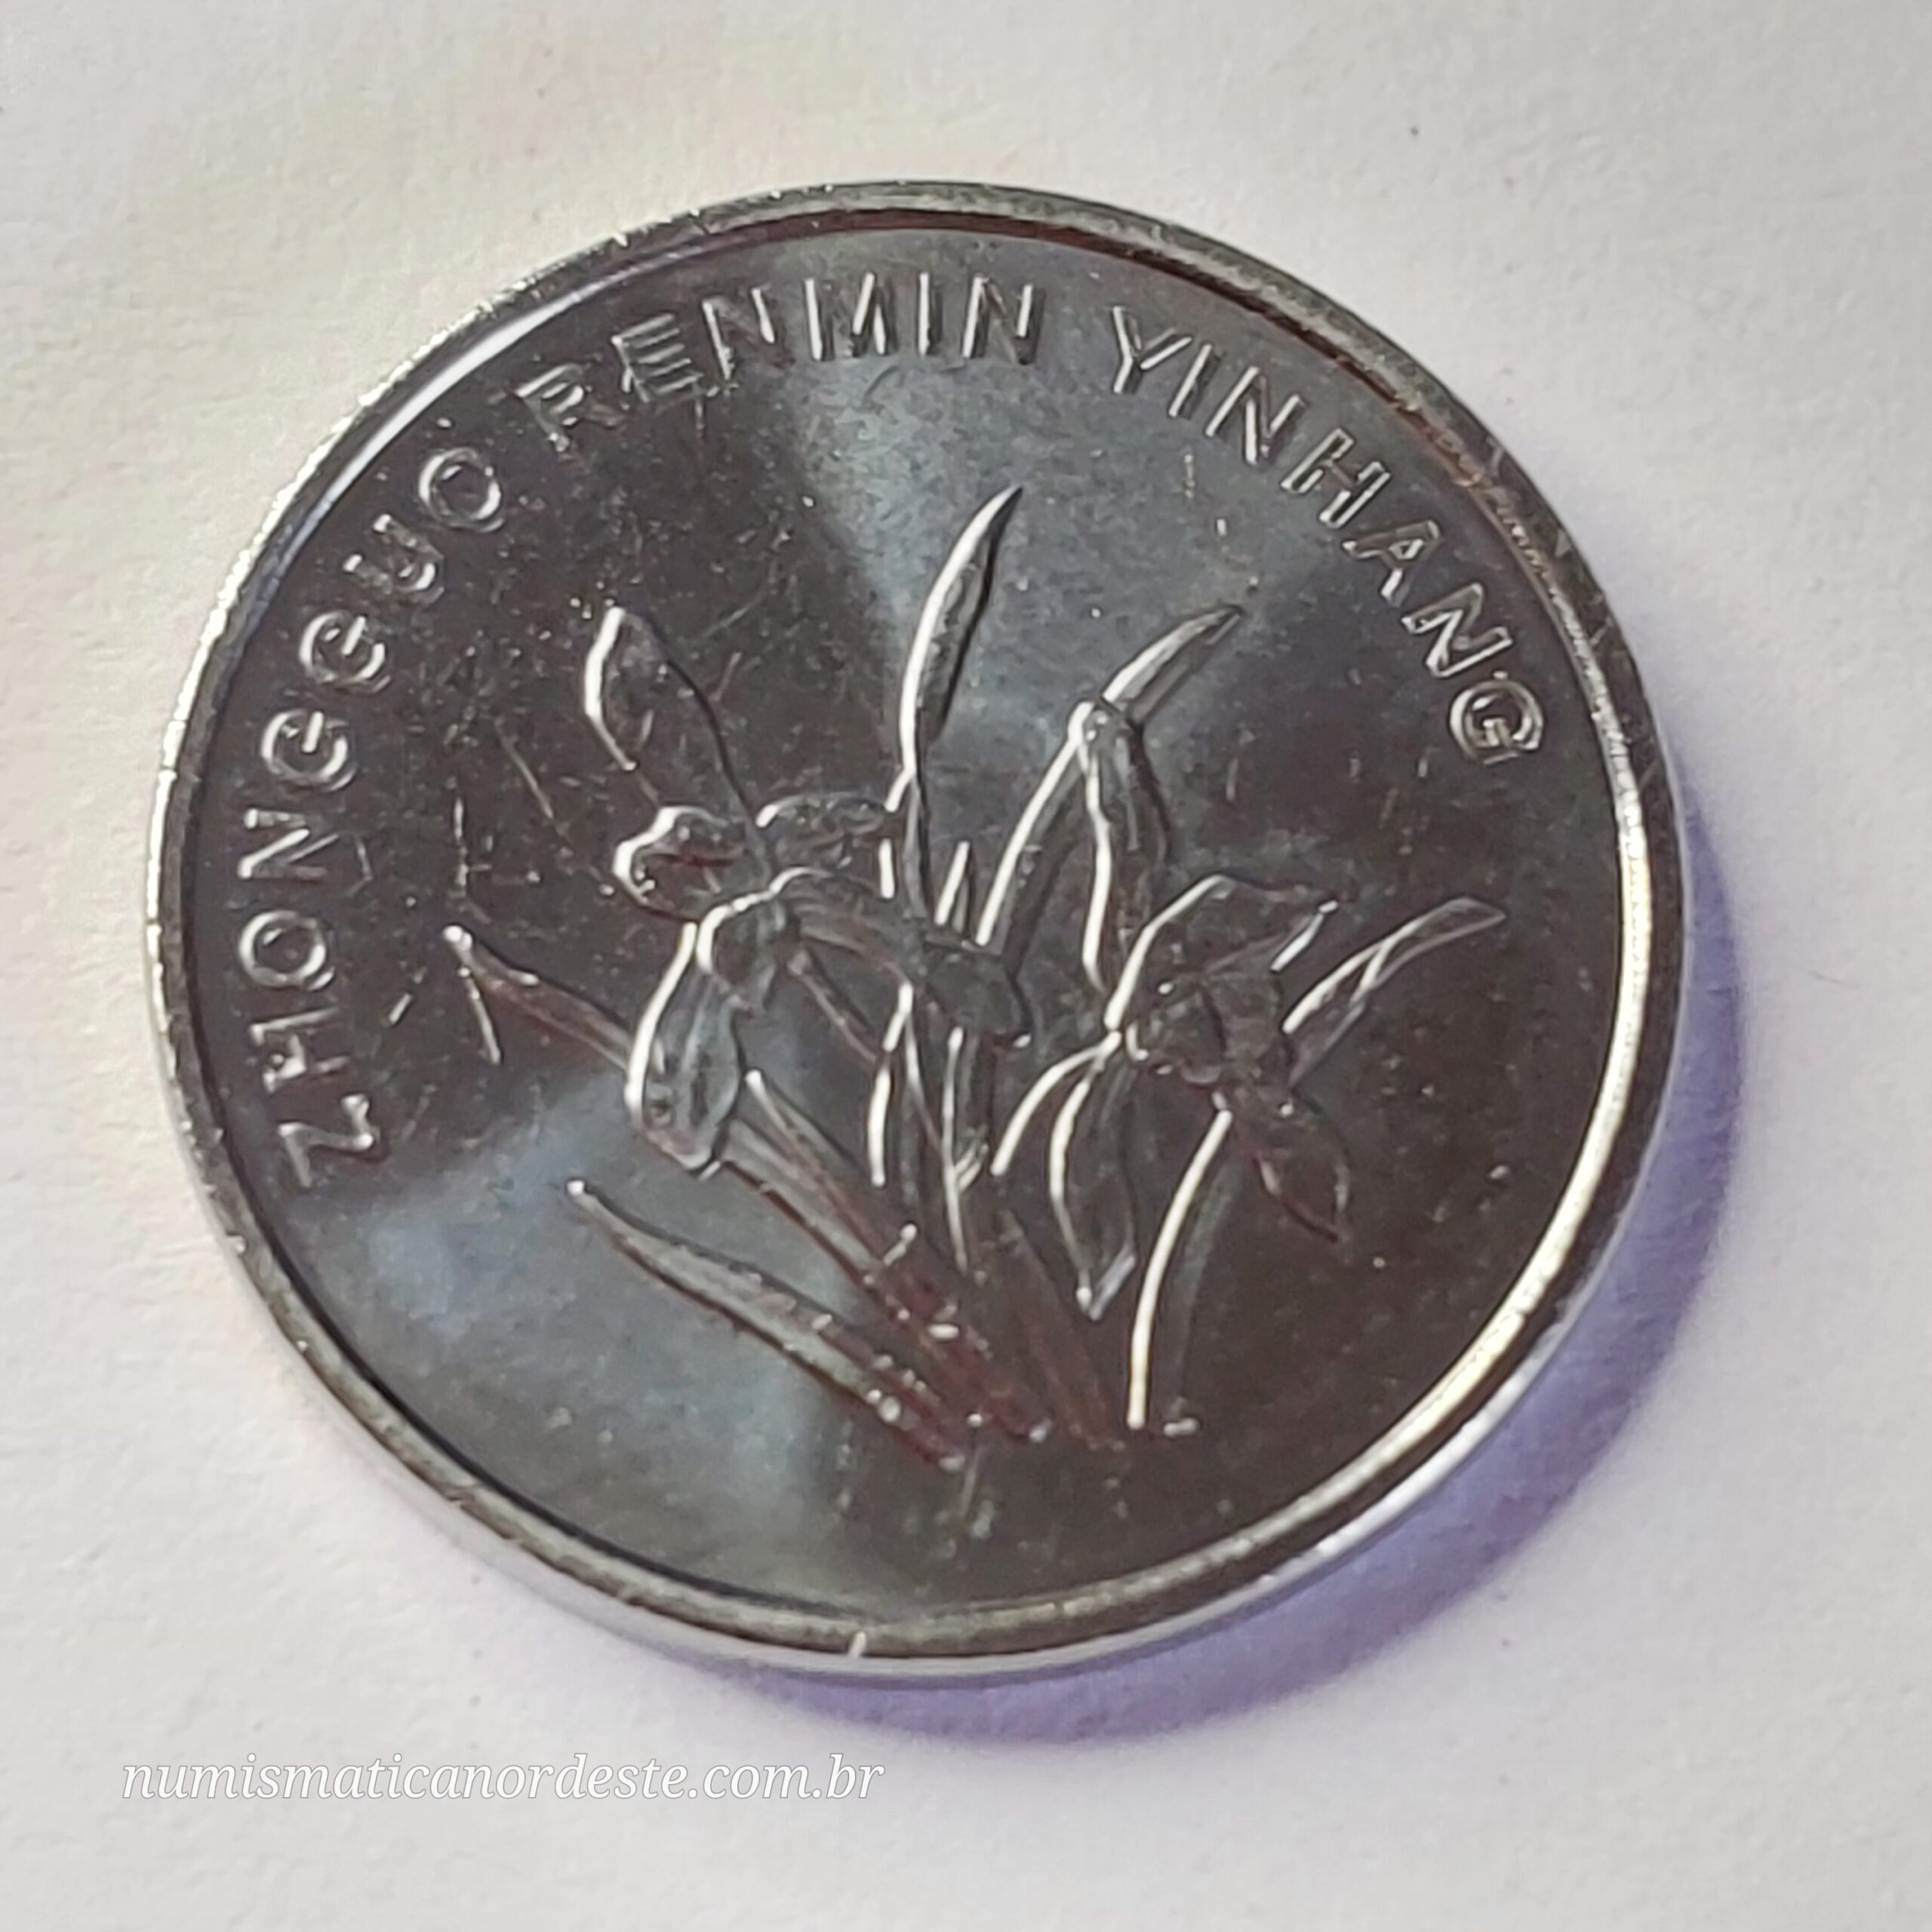 ZHONGGUO RENMIN YINHANG
numismaticanordeste.com.br